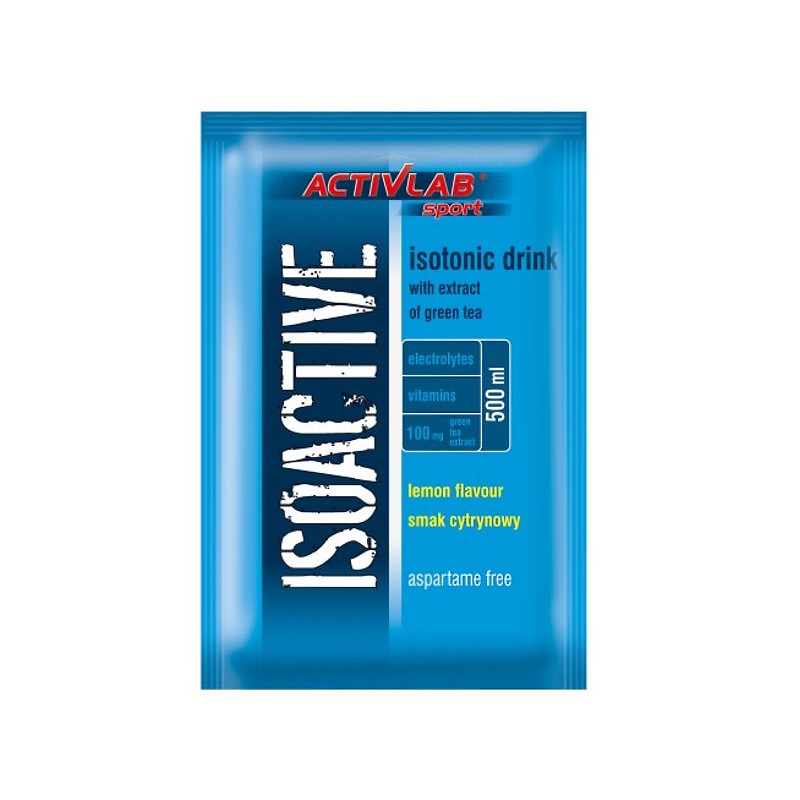 ACTIVLAB®
sport
ISOACTIVE
isotonic drink
with extract
of green tea
electrolytes
vitamins
100 mg green
tea
extract
500 ml
lemon flavour
smak cytrynowy
aspartame free